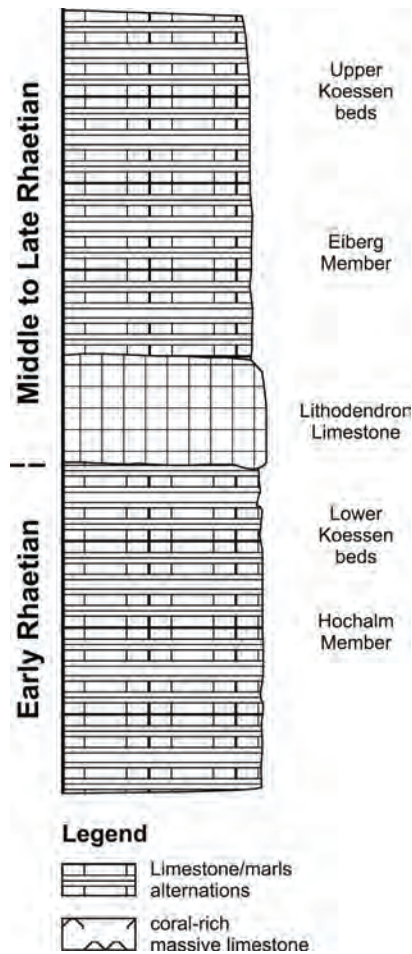 Middle to Late Rhaetian
Early Rhaetian
Upper
Koessen
beds
Eiberg
Member
Lithodendron
Limestone
Lower
Koessen
beds
Hochalm
Member
Legend
Limestone/marls
alternations
coral-rich
massive limestone